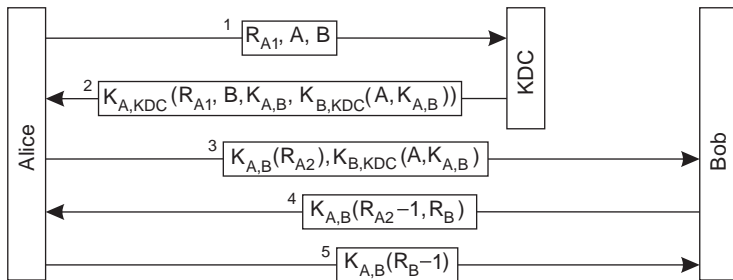 Alice
KDC
Bob
1 R_A1, A, B
2 K_A,KDC(R_A1, B,K_A,B, K_B,KDC(A,K_A,B))
3 K_A,B(R_A2),K_B,KDC(A,K_A,B)
4 K_A,B(R_A2−1,R_B)
5 K_A,B(R_B−1)